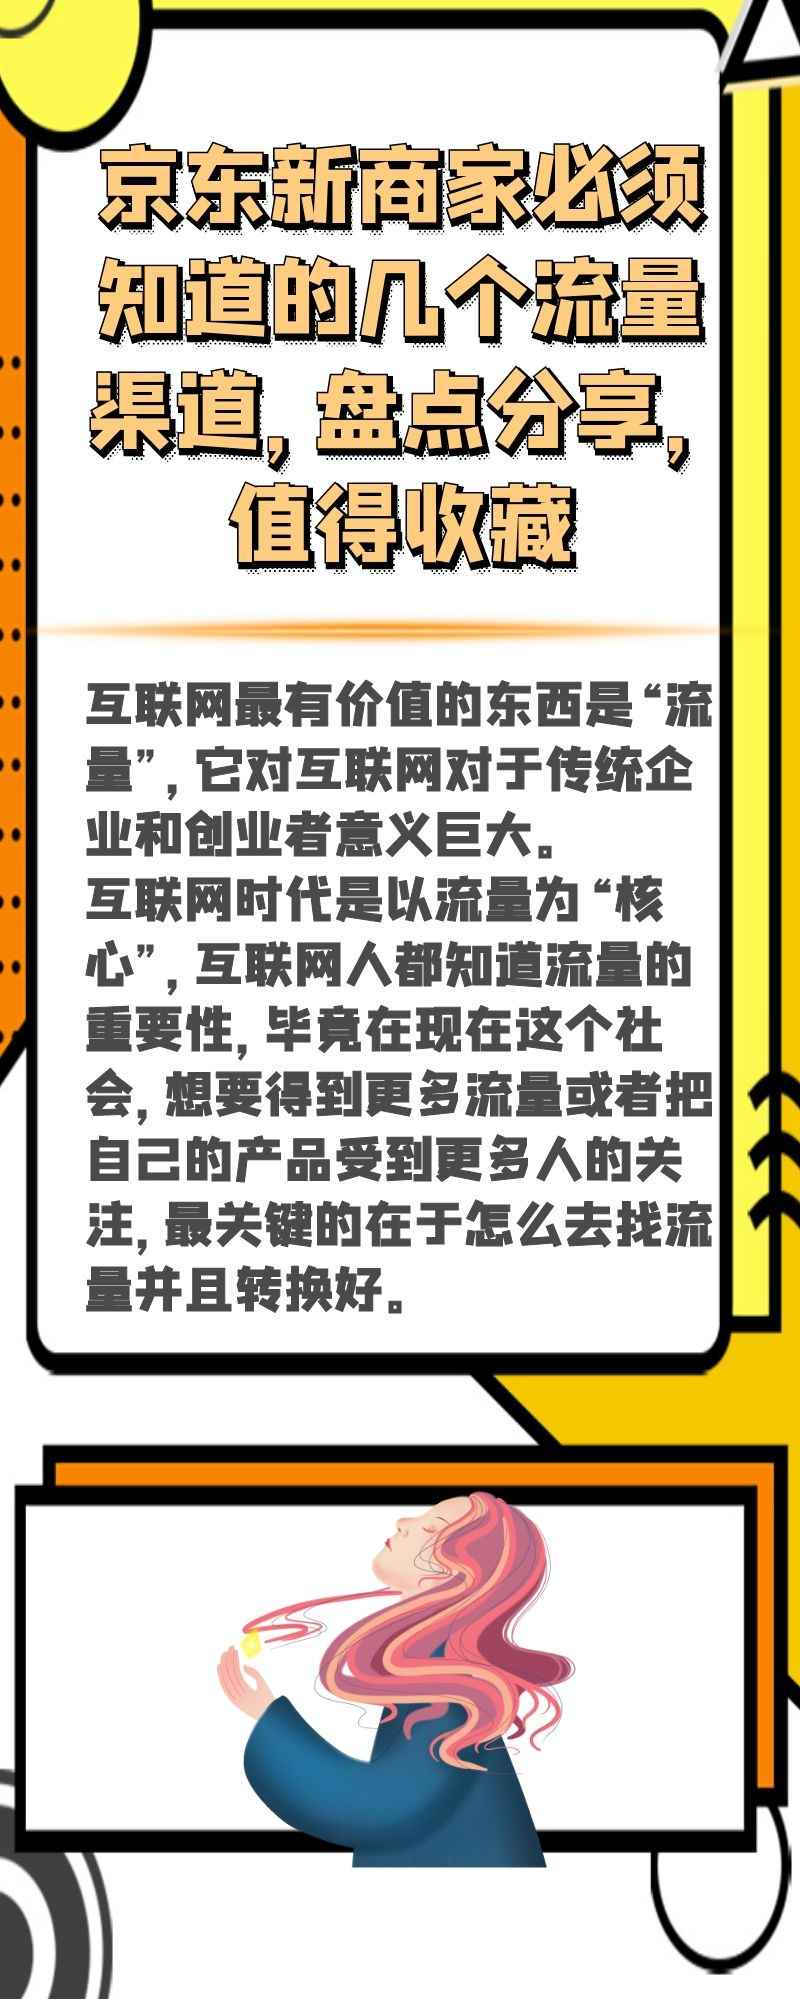 京东新商家必须
知道的几个流量
渠道,盘点分享,
值得收藏
互联网最有价值的东西是“流
量”,它对互联网对于传统企
业和创业者意义巨大。
互联网时代是以流量为“核
心”,互联网人都知道流量的
重要性,毕竟在现在这个社
会,想要得到更多流量或者把
自己的产品受到更多人的关
注,最关键的在于怎么去找流
量并且转换好。